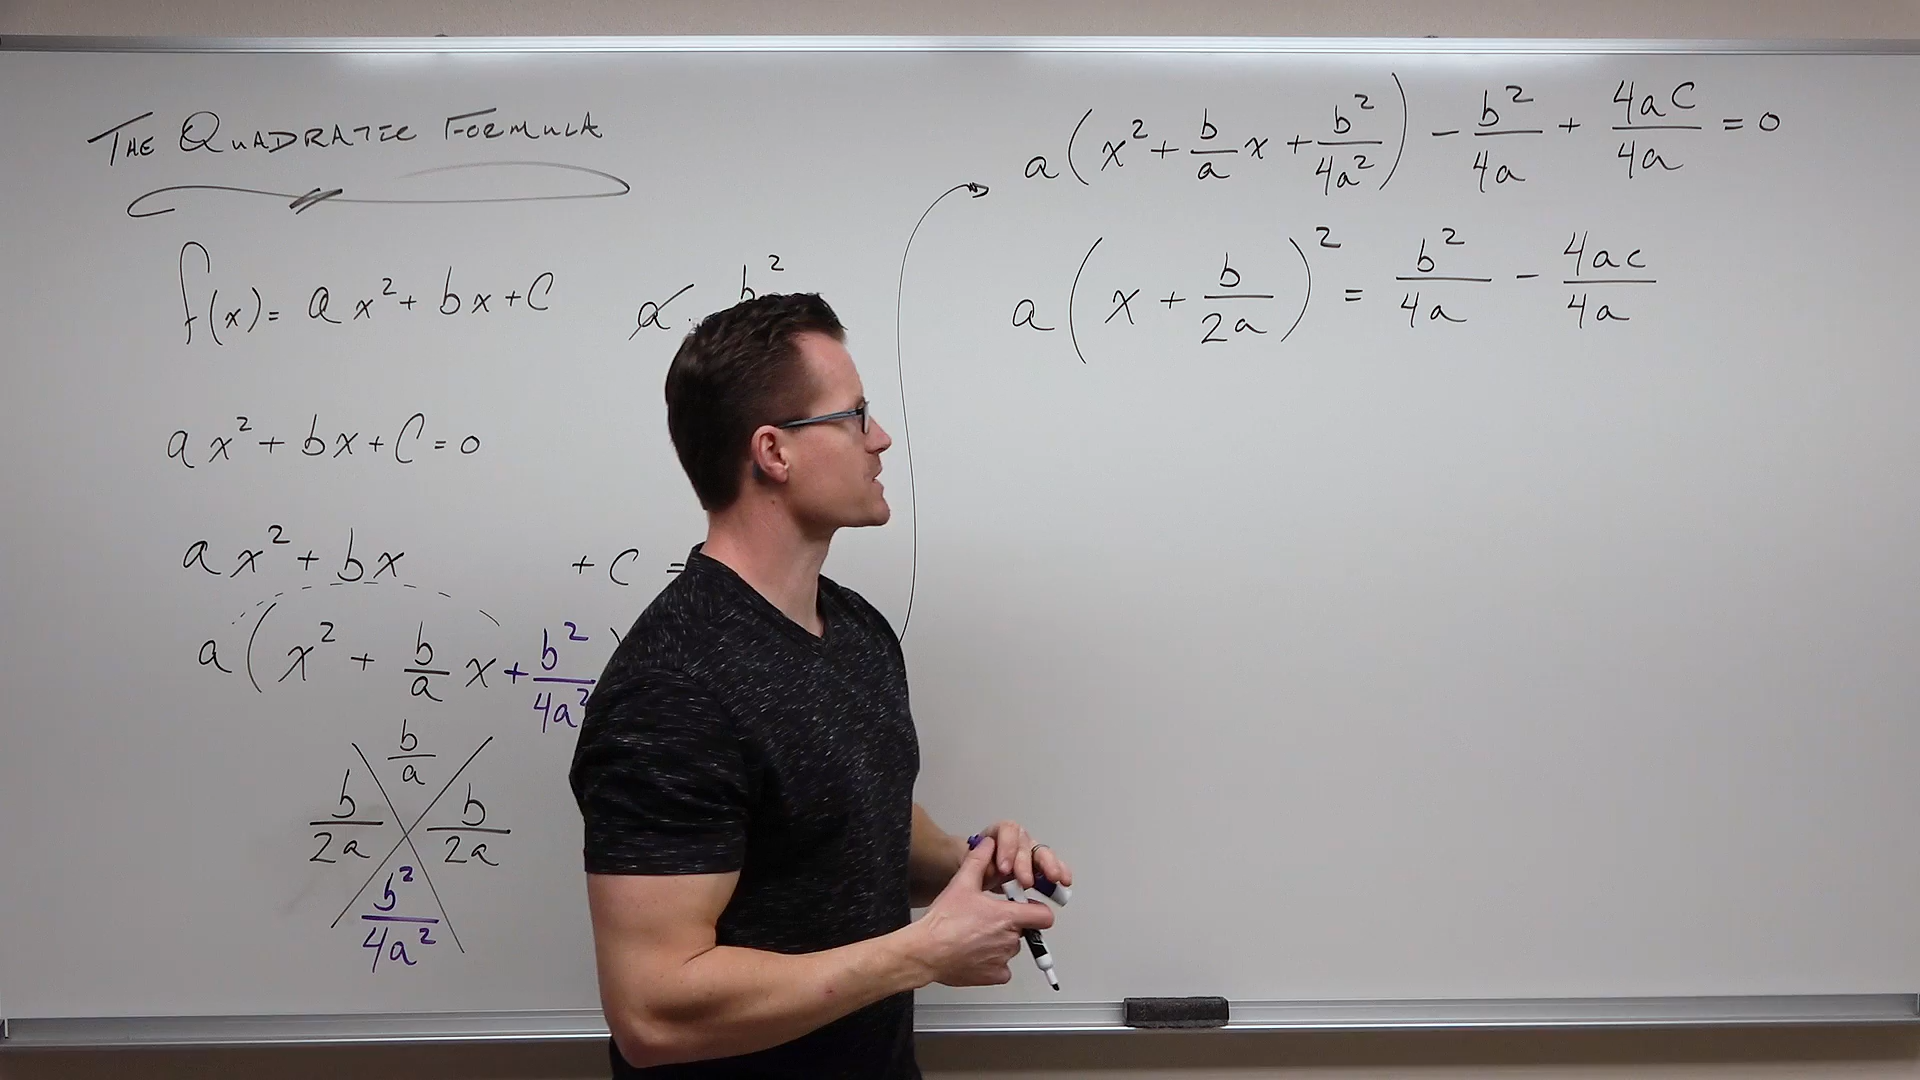 THE QUADRATIC FORMULA
f(x) = ax² + bx + c
a · b²
ax² + bx + c = 0
ax² + bx + c =
a(x² + b/a x + b²/4a²)
b/a
b/2a b/2a
b²/4a²
a(x² + b/a x + b²/4a²) - b²/4a + 4ac/4a = 0
a(x + b/2a)² = b²/4a - 4ac/4a